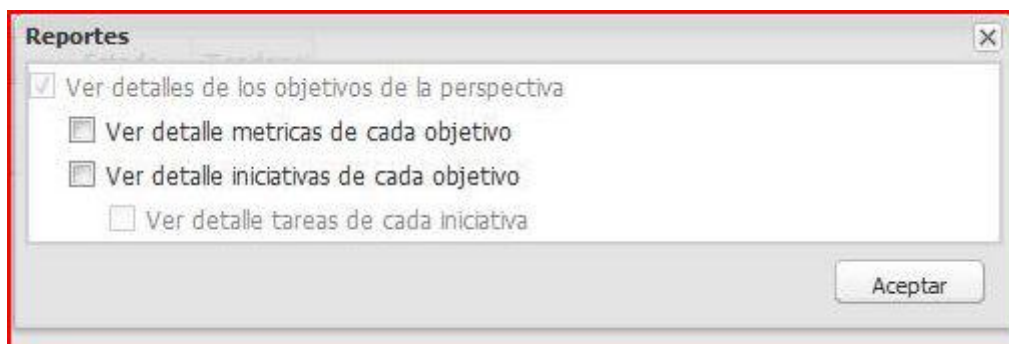 Reportes
Ver detalles de los objetivos de la perspectiva
Ver detalle metricas de cada objetivo
Ver detalle iniciativas de cada objetivo
Ver detalle tareas de cada iniciativa
Aceptar